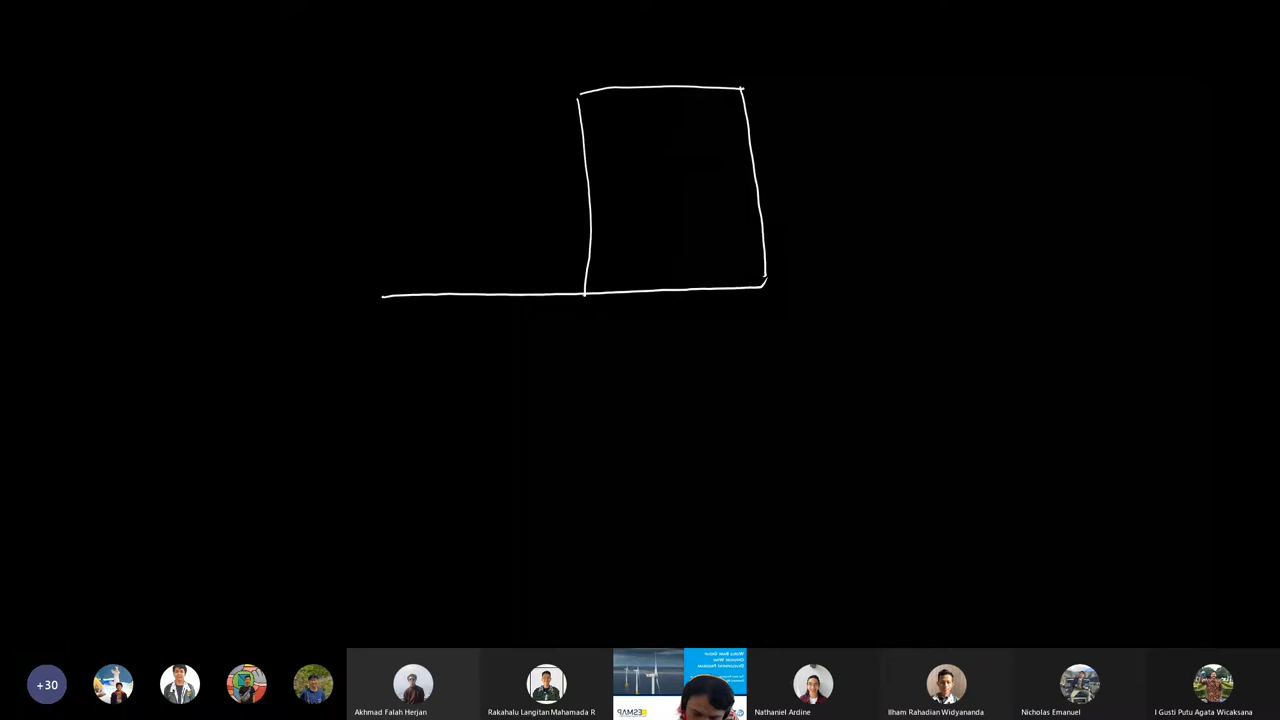 +30
Akhmad Falah Herjan
Rakahalu Langitan Mahamada R
ESMAP
Nathaniel Ardine
Ilham Rahadian Widyananda
Nicholas Emanuel
I Gusti Putu Agata Wicaksana